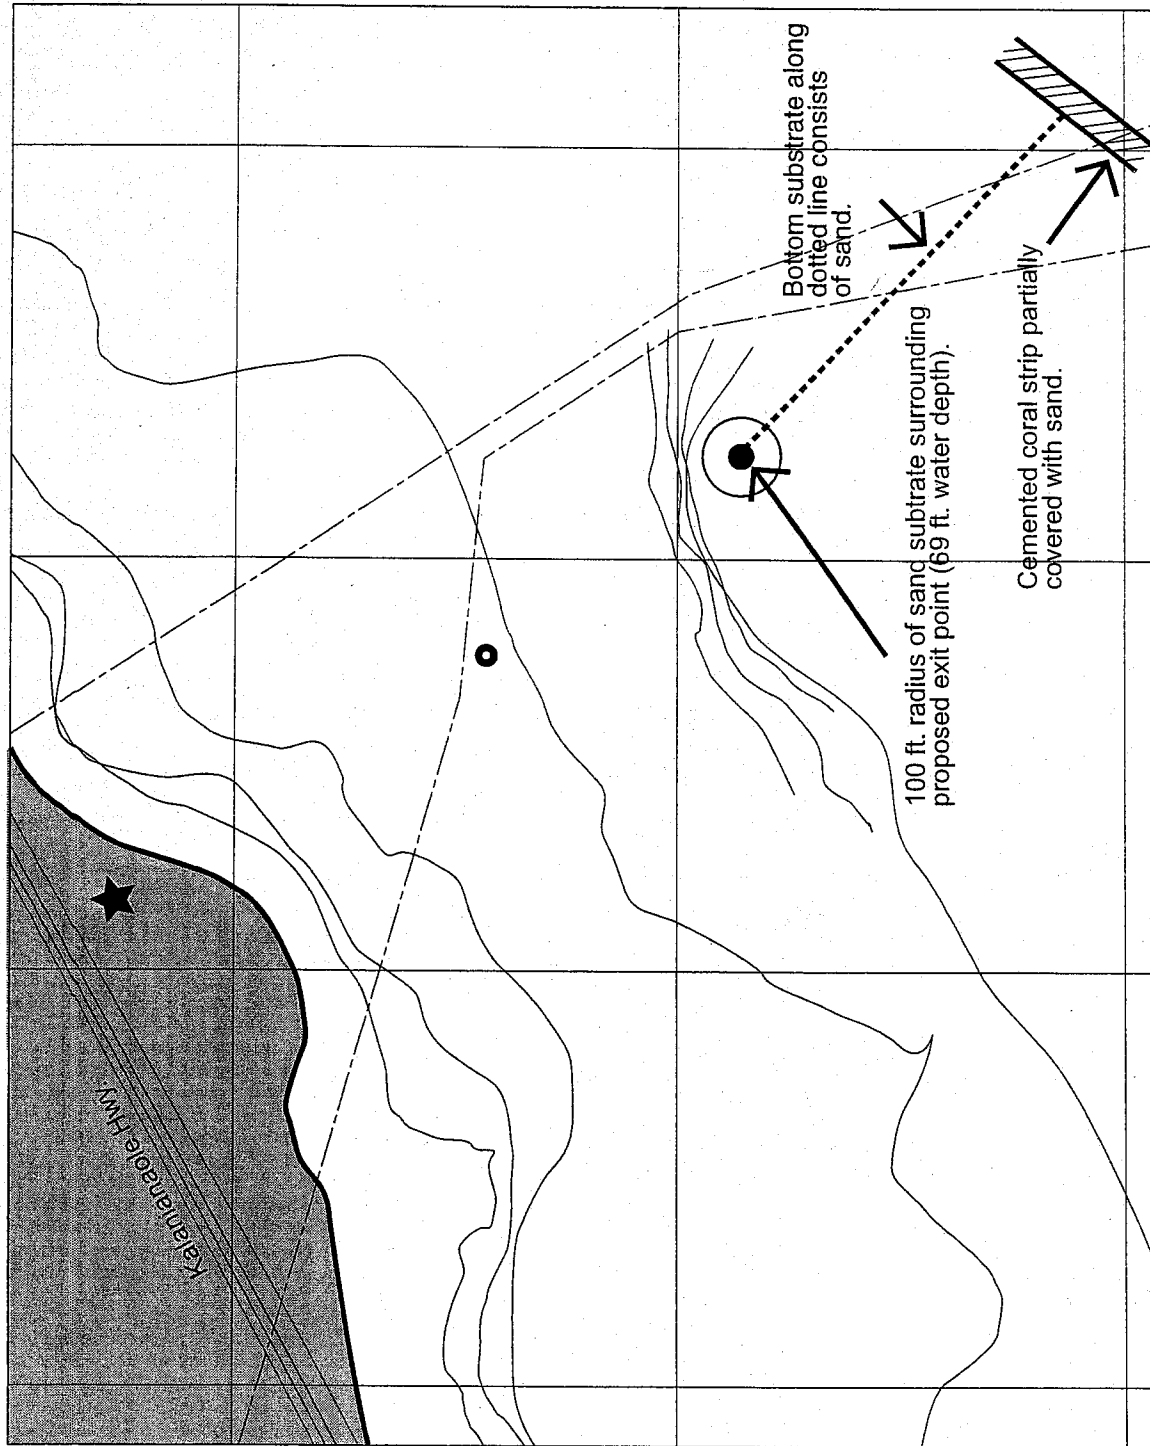 Bottom substrate along
dotted line consists
of sand.
100 ft. radius of sand subtrate surrounding
proposed exit point (69 ft. water depth).
Cemented coral strip partially
covered with sand.
Kalanianaole Hwy.